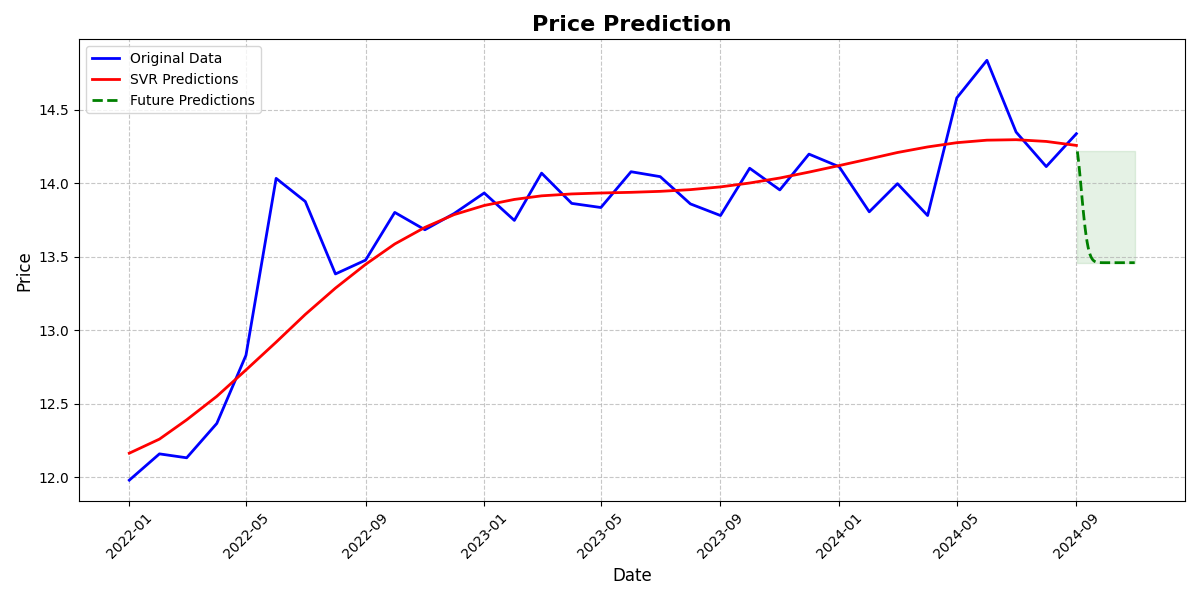 Price Prediction
Original Data
SVR Predictions
Future Predictions
Price
14.5
14.0
13.5
13.0
12.5
12.0
2022-01
2022-05
2022-09
2023-01
2023-05
2023-09
2024-01
2024-05
2024-09
Date